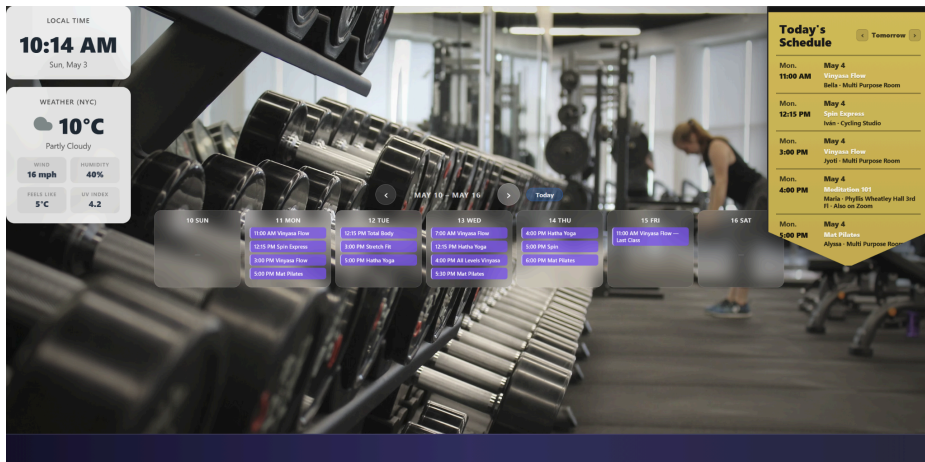 LOCAL TIME
10:14 AM
Sun, May 3
WEATHER (NYC)
10°C
Partly Cloudy
WIND
16 mph
HUMIDITY
40%
FEELS LIKE
5°C
UV INDEX
4.2
‹ MAY 10 – MAY 16 › Today
10 SUN
11 MON
11:00 AM Vinyasa Flow
12:15 PM Spin Express
3:00 PM Vinyasa Flow
5:00 PM Mat Pilates
12 TUE
12:15 PM Total Body
3:00 PM Stretch Fit
5:00 PM Hatha Yoga
13 WED
7:00 AM Vinyasa Flow
12:15 PM Hatha Yoga
4:00 PM All Levels Vinyasa
5:30 PM Mat Pilates
14 THU
4:00 PM Hatha Yoga
5:00 PM Spin
6:00 PM Mat Pilates
15 FRI
11:00 AM Vinyasa Flow —
Last Class
16 SAT
Today's
Schedule
‹ Tomorrow ›
Mon. May 4
11:00 AM Vinyasa Flow
Bella · Multi Purpose Room
Mon. May 4
12:15 PM Spin Express
Iván · Cycling Studio
Mon. May 4
3:00 PM Vinyasa Flow
Jyoti · Multi Purpose Room
Mon. May 4
4:00 PM Meditation 101
Maria · Phyllis Wheatley Hall 3rd
Fl · Also on Zoom
Mon. May 4
5:00 PM Mat Pilates
Alyssa · Multi Purpose Room